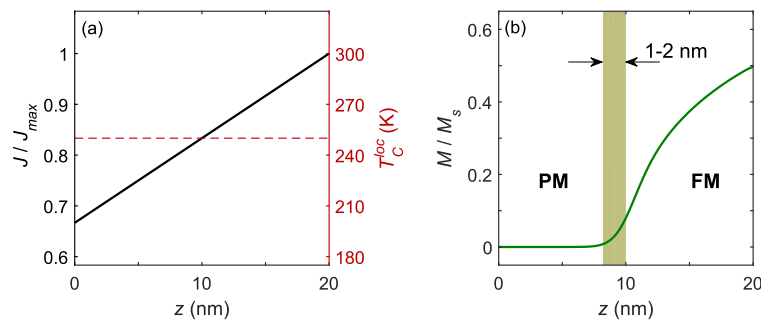 (a)
1
0.9
0.8
0.7
0.6
J / J_max
300
270
240
210
180
T_C^loc (K)
0
10
20
z (nm)
(b)
1-2 nm
0.6
0.4
0.2
0
M / M_s
PM
FM
0
10
20
z (nm)